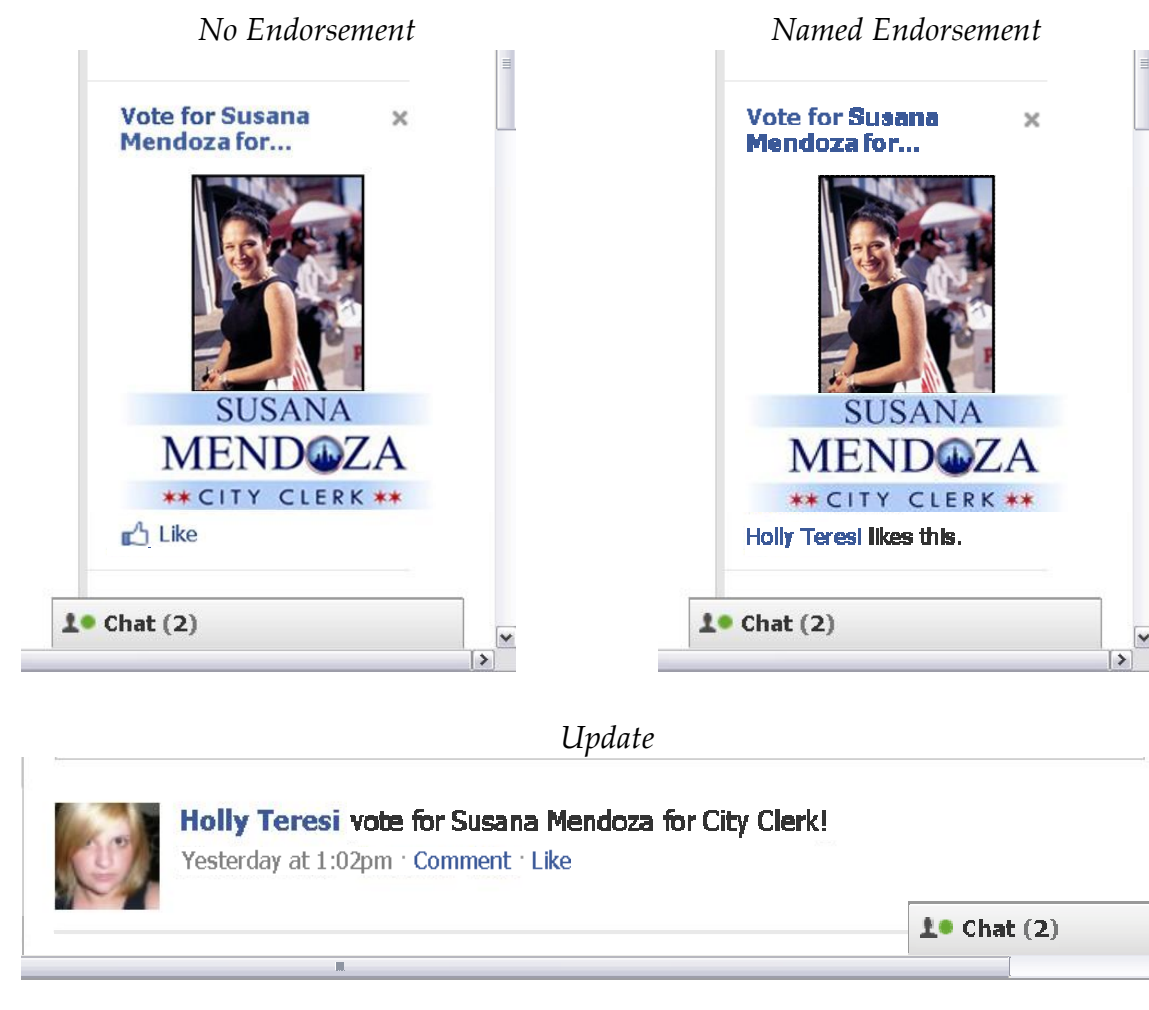 No Endorsement
Vote for Susana
Mendoza for...
SUSANA
MENDOZA
** CITY CLERK **
Like
Chat (2)
Named Endorsement
Vote for Susana
Mendoza for...
SUSANA
MENDOZA
** CITY CLERK **
Holly Teresi likes this.
Chat (2)
Update
Holly Teresi vote for Susana Mendoza for City Clerk!
Yesterday at 1:02pm · Comment · Like
Chat (2)